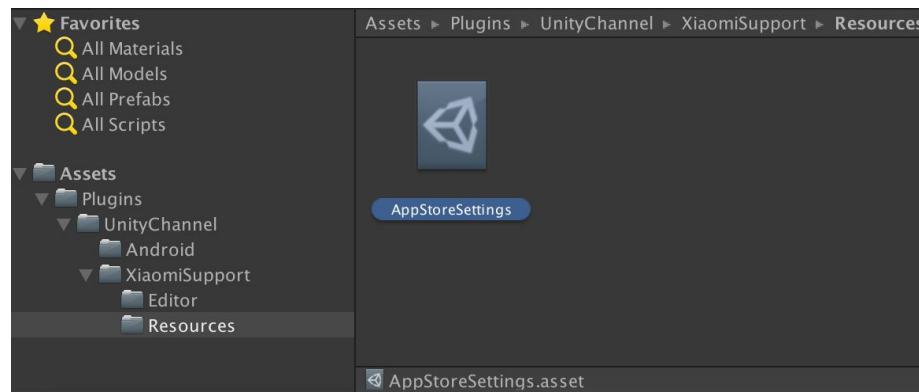 Favorites
All Materials
All Models
All Prefabs
All Scripts
Assets
Plugins
UnityChannel
Android
XiaomiSupport
Editor
Resources
Assets ▸ Plugins ▸ UnityChannel ▸ XiaomiSupport ▸ Resources
AppStoreSettings
AppStoreSettings.asset